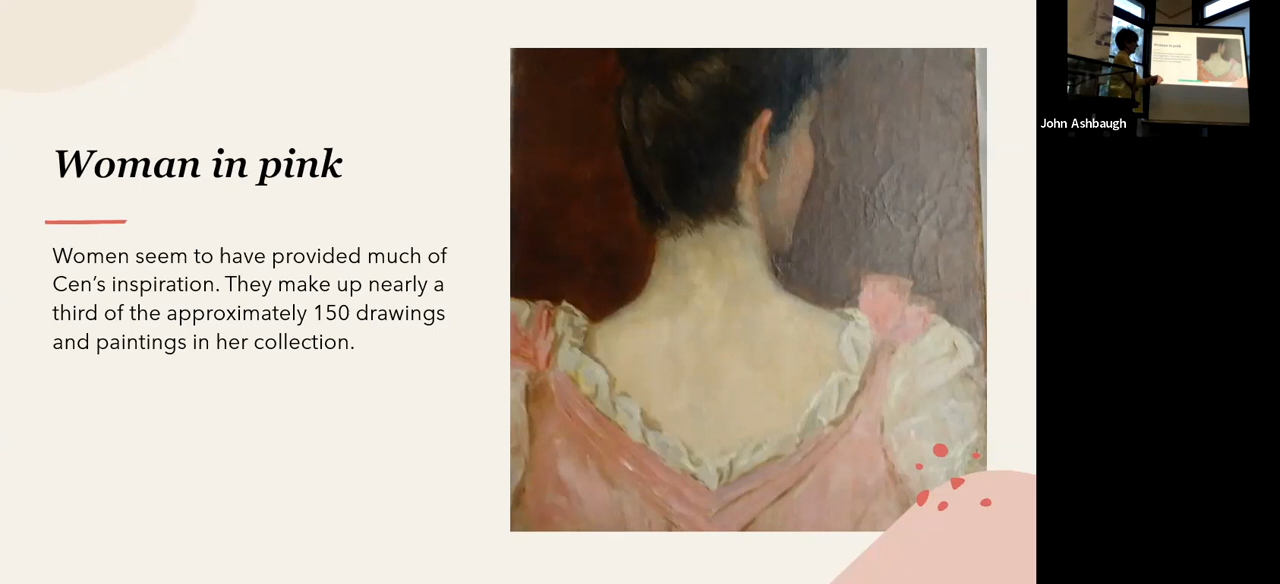 Woman in pink
Women seem to have provided much of
Cen’s inspiration. They make up nearly a
third of the approximately 150 drawings
and paintings in her collection.
John Ashbaugh